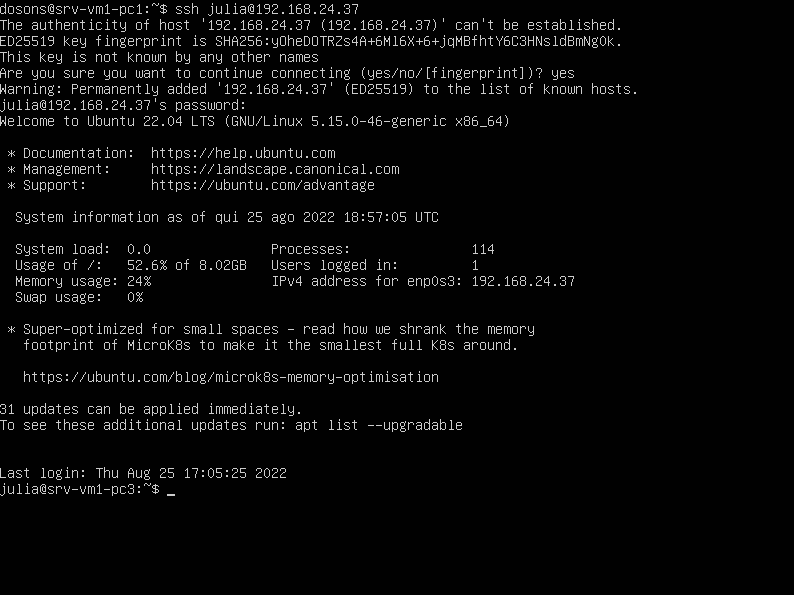 dosons@srv-vm1-pc1:~$ ssh julia@192.168.24.37
The authenticity of host '192.168.24.37 (192.168.24.37)' can't be established.
ED25519 key fingerprint is SHA256:yOheDOTRZs4A+6Ml6X+6+jqMBfhtY6C3HNsldBmNg0k.
This key is not known by any other names
Are you sure you want to continue connecting (yes/no/[fingerprint])? yes
Warning: Permanently added '192.168.24.37' (ED25519) to the list of known hosts.
julia@192.168.24.37's password:
Welcome to Ubuntu 22.04 LTS (GNU/Linux 5.15.0-46-generic x86_64)

 * Documentation:  https://help.ubuntu.com
 * Management:     https://landscape.canonical.com
 * Support:        https://ubuntu.com/advantage

  System information as of qui 25 ago 2022 18:57:05 UTC

  System load:  0.0               Processes:               114
  Usage of /:   52.6% of 8.02GB   Users logged in:         1
  Memory usage: 24%               IPv4 address for enp0s3: 192.168.24.37
  Swap usage:   0%

 * Super-optimized for small spaces - read how we shrank the memory
   footprint of MicroK8s to make it the smallest full K8s around.

   https://ubuntu.com/blog/microk8s-memory-optimisation

31 updates can be applied immediately.
To see these additional updates run: apt list --upgradable


Last login: Thu Aug 25 17:05:25 2022
julia@srv-vm1-pc3:~$ _